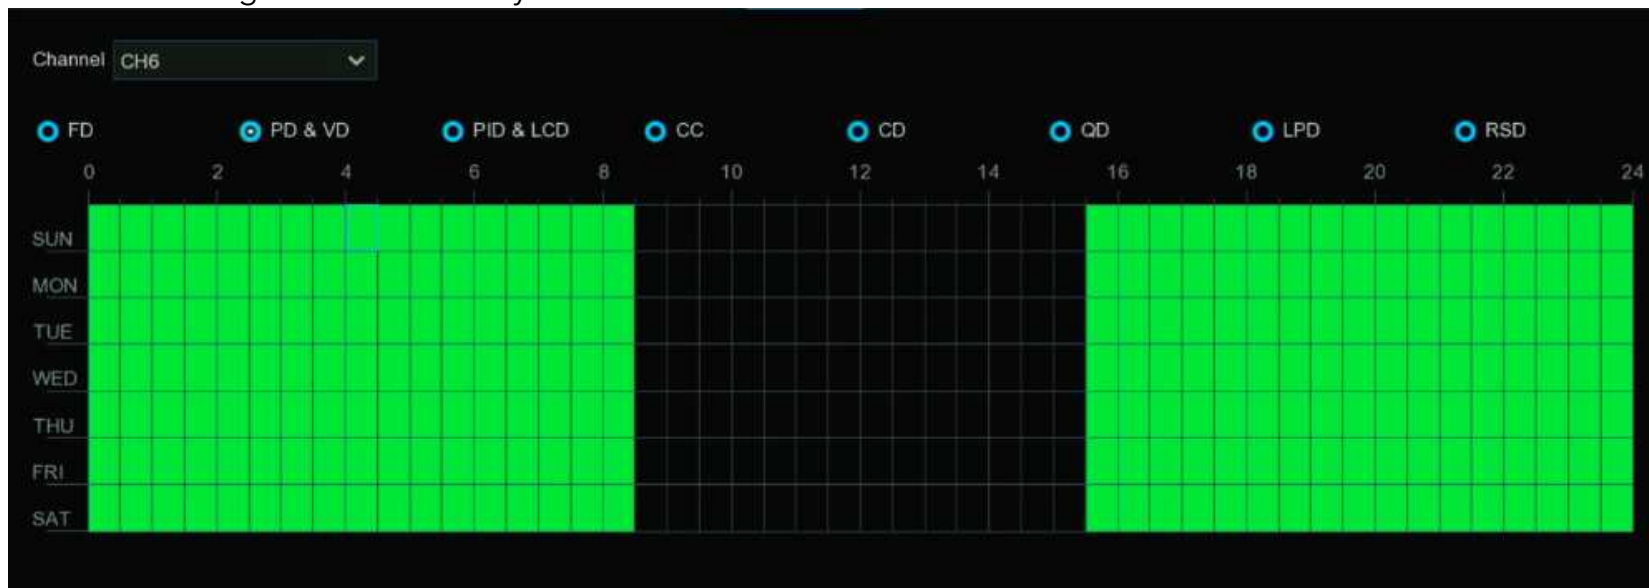 Channel CH6
FD PD & VD PID & LCD CC CD QD LPD RSD
0 2 4 6 8 10 12 14 16 18 20 22 24
SUN
MON
TUE
WED
THU
FRI
SAT